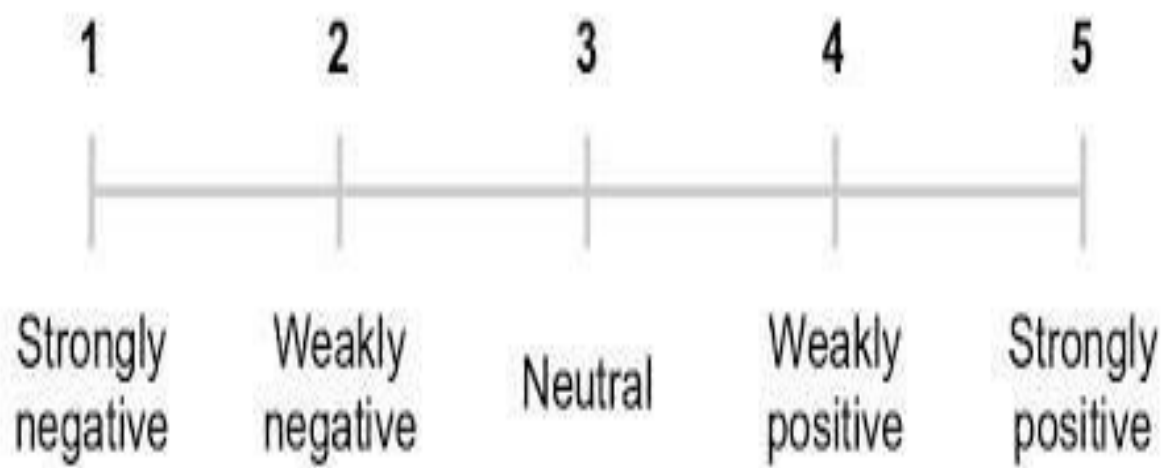 1 2 3 4 5
Strongly negative
Weakly negative
Neutral
Weakly positive
Strongly positive